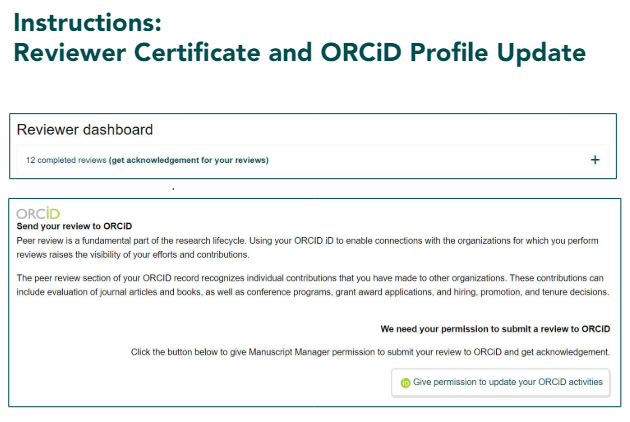 Instructions:
Reviewer Certificate and ORCiD Profile Update
Reviewer dashboard
12 completed reviews (get acknowledgement for your reviews)
+
ORCiD
Send your review to ORCiD
Peer review is a fundamental part of the research lifecycle. Using your ORCID iD to enable connections with the organizations for which you perform
reviews raises the visibility of your efforts and contributions.
The peer review section of your ORCID record recognizes individual contributions that you have made to other organizations. These contributions can
include evaluation of journal articles and books, as well as conference programs, grant award applications, and hiring, promotion, and tenure decisions.
We need your permission to submit a review to ORCiD
Click the button below to give Manuscript Manager permission to submit your review to ORCiD and get acknowledgement.
iD Give permission to update your ORCiD activities